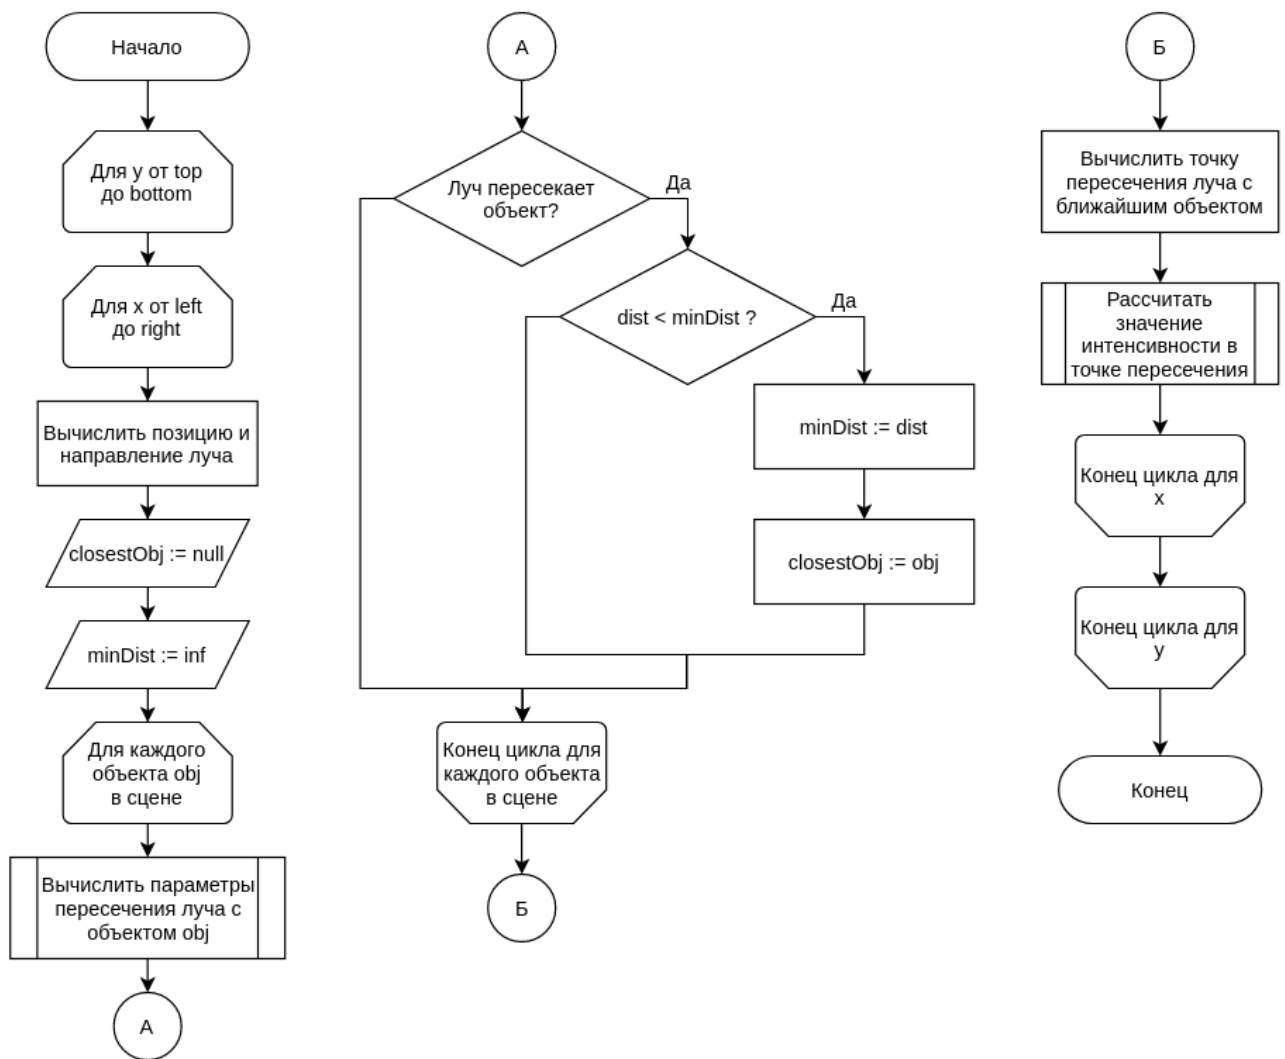 Начало
Для y от top
до bottom
Для x от left
до right
Вычислить позицию и
направление луча
closestObj := null
minDist := inf
Для каждого
объекта obj
в сцене
Вычислить параметры
пересечения луча с
объектом obj
А
А
Луч пересекает
объект?
Да
dist < minDist ?
Да
minDist := dist
closestObj := obj
Конец цикла для
каждого объекта
в сцене
Б
Б
Вычислить точку
пересечения луча с
ближайшим объектом
Рассчитать
значение
интенсивности в
точке пересечения
Конец цикла для
x
Конец цикла для
y
Конец